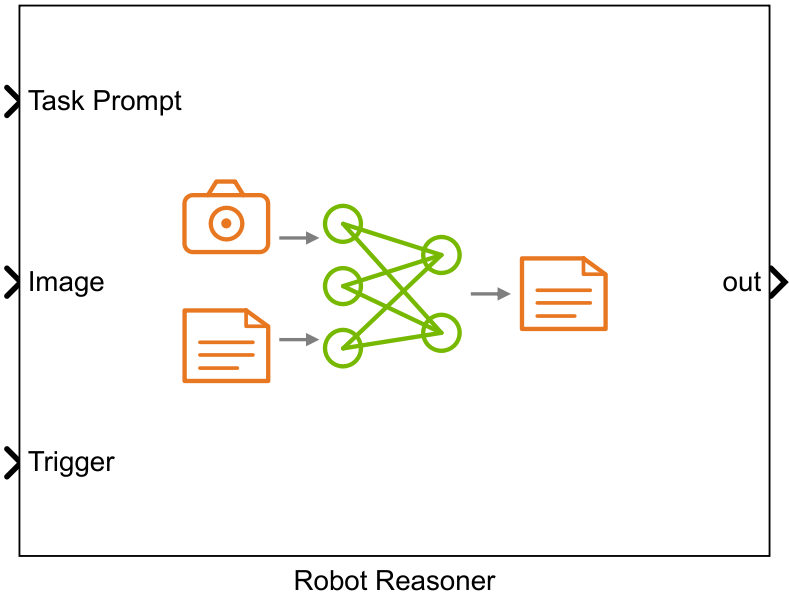 Task Prompt
Image
out
Trigger
Robot Reasoner